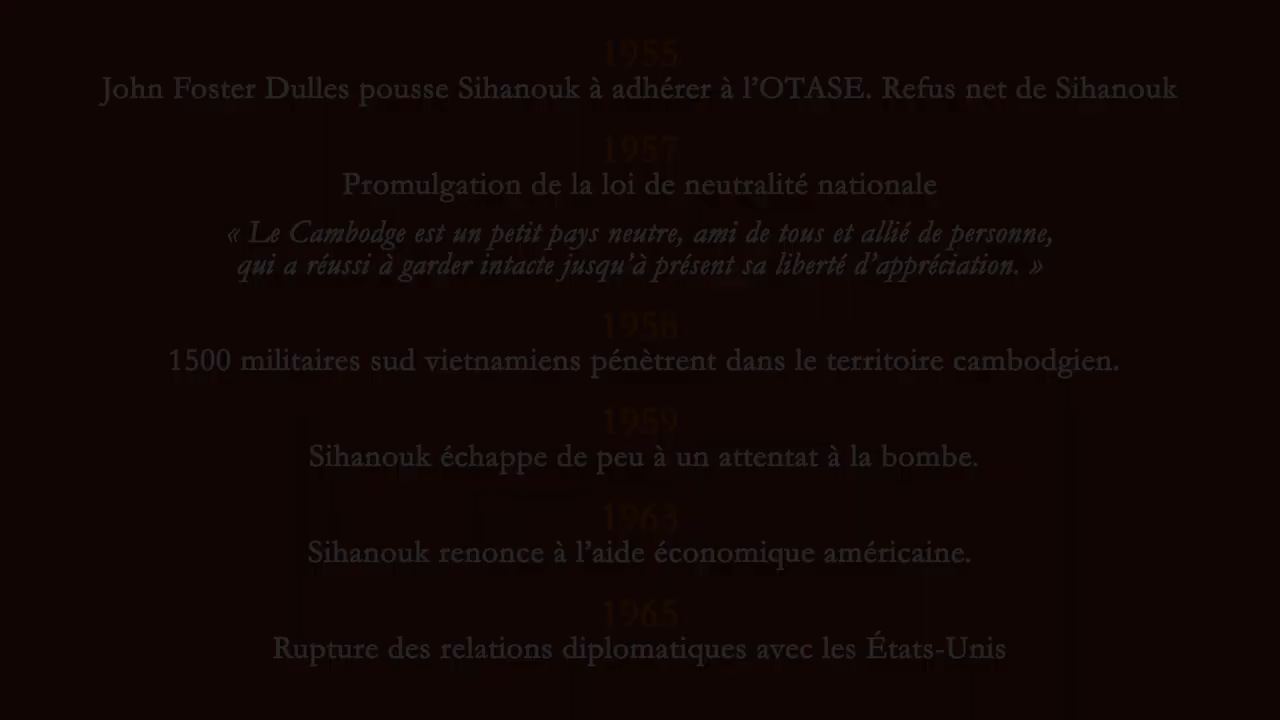 1955
John Foster Dulles pousse Sihanouk à adhérer à l’OTASE. Refus net de Sihanouk
1957
Promulgation de la loi de neutralité nationale
« Le Cambodge est un petit pays neutre, ami de tous et allié de personne,
qui a réussi à garder intacte jusqu’à présent sa liberté d’appréciation. »
1958
1500 militaires sud vietnamiens pénètrent dans le territoire cambodgien.
1959
Sihanouk échappe de peu à un attentat à la bombe.
1963
Sihanouk renonce à l’aide économique américaine.
1965
Rupture des relations diplomatiques avec les États-Unis